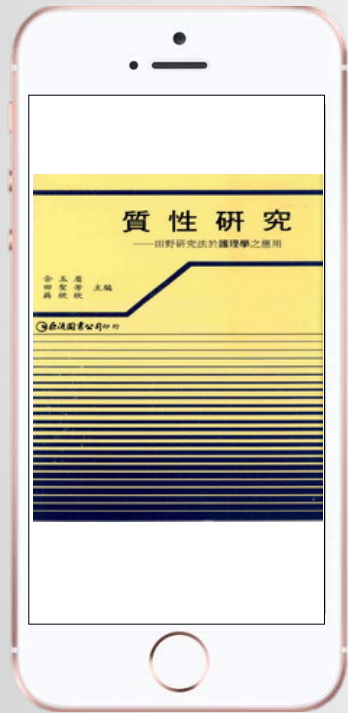 質性研究
——田野研究法於護理學之應用
余玉眉
田聖芳 主編
蔣欣欣
巨流圖書公司印行